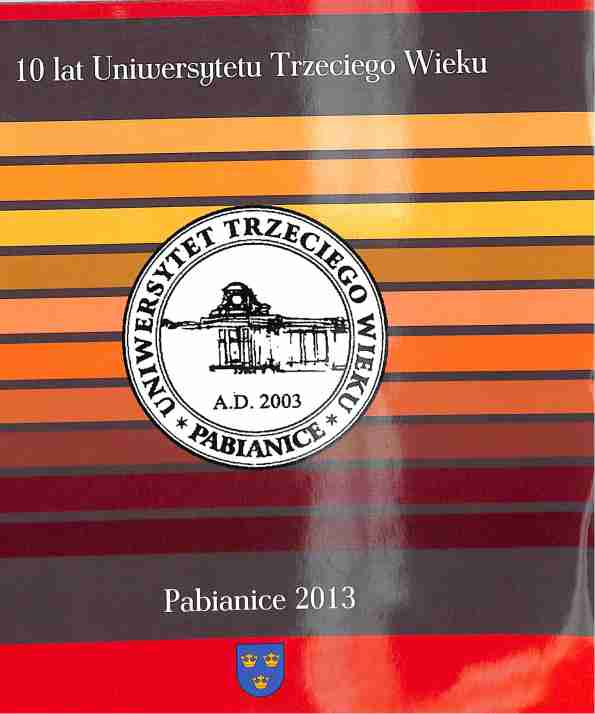 10 lat Uniwersytetu Trzeciego Wieku
UNIWERSYTET TRZECIEGO WIEKU
A.D. 2003
* PABIANICE *
Pabianice 2013